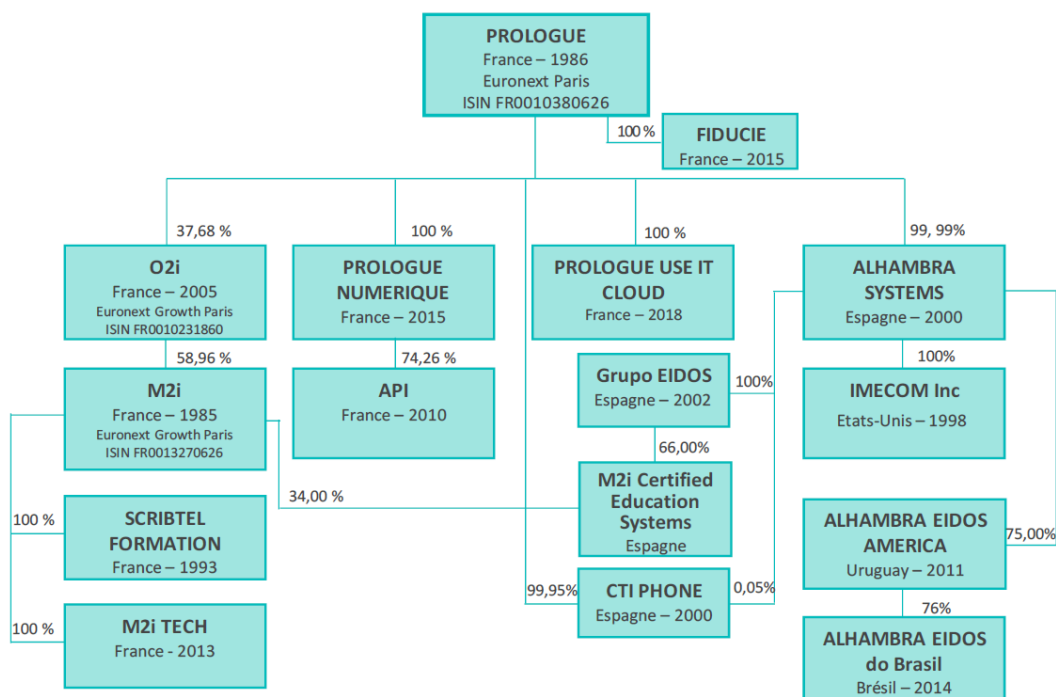 PROLOGUE
France – 1986
Euronext Paris
ISIN FR0010380626
100 %
FIDUCIE
France – 2015
37,68 %
100 %
100 %
99, 99%
O2i
France – 2005
Euronext Growth Paris
ISIN FR0010231860
PROLOGUE
NUMERIQUE
France – 2015
PROLOGUE USE IT
CLOUD
France – 2018
ALHAMBRA
SYSTEMS
Espagne – 2000
58,96 %
74,26 %
100%
M2i
France – 1985
Euronext Growth Paris
ISIN FR0013270626
API
France – 2010
Grupo EIDOS
Espagne – 2002
100%
IMECOM Inc
Etats-Unis – 1998
66,00%
34,00 %
M2i Certified
Education
Systems
Espagne
100 %
SCRIBTEL
FORMATION
France – 1993
ALHAMBRA EIDOS
AMERICA
Uruguay – 2011
75,00%
99,95%
CTI PHONE
Espagne – 2000
0,05%
76%
100 %
M2i TECH
France - 2013
ALHAMBRA EIDOS
do Brasil
Brésil – 2014